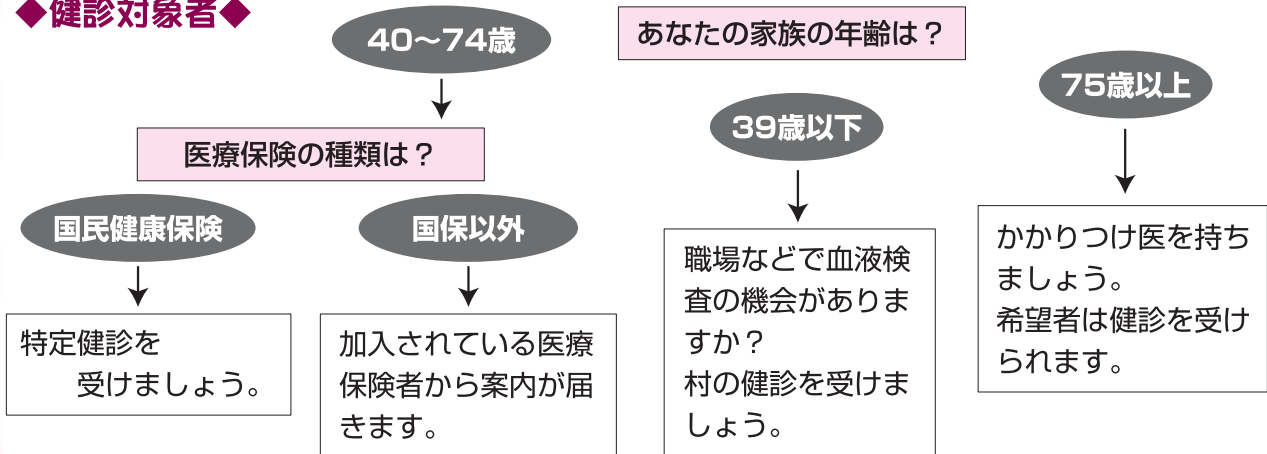 ◆健診対象者◆
あなたの家族の年齢は？
40〜74歳
医療保険の種類は？
国民健康保険
特定健診を
受けましょう。
国保以外
加入されている医療
保険者から案内が届
きます。
39歳以下
職場などで血液検
査の機会がありま
すか？
村の健診を受けま
しょう。
75歳以上
かかりつけ医を持ち
ましょう。
希望者は健診を受け
られます。